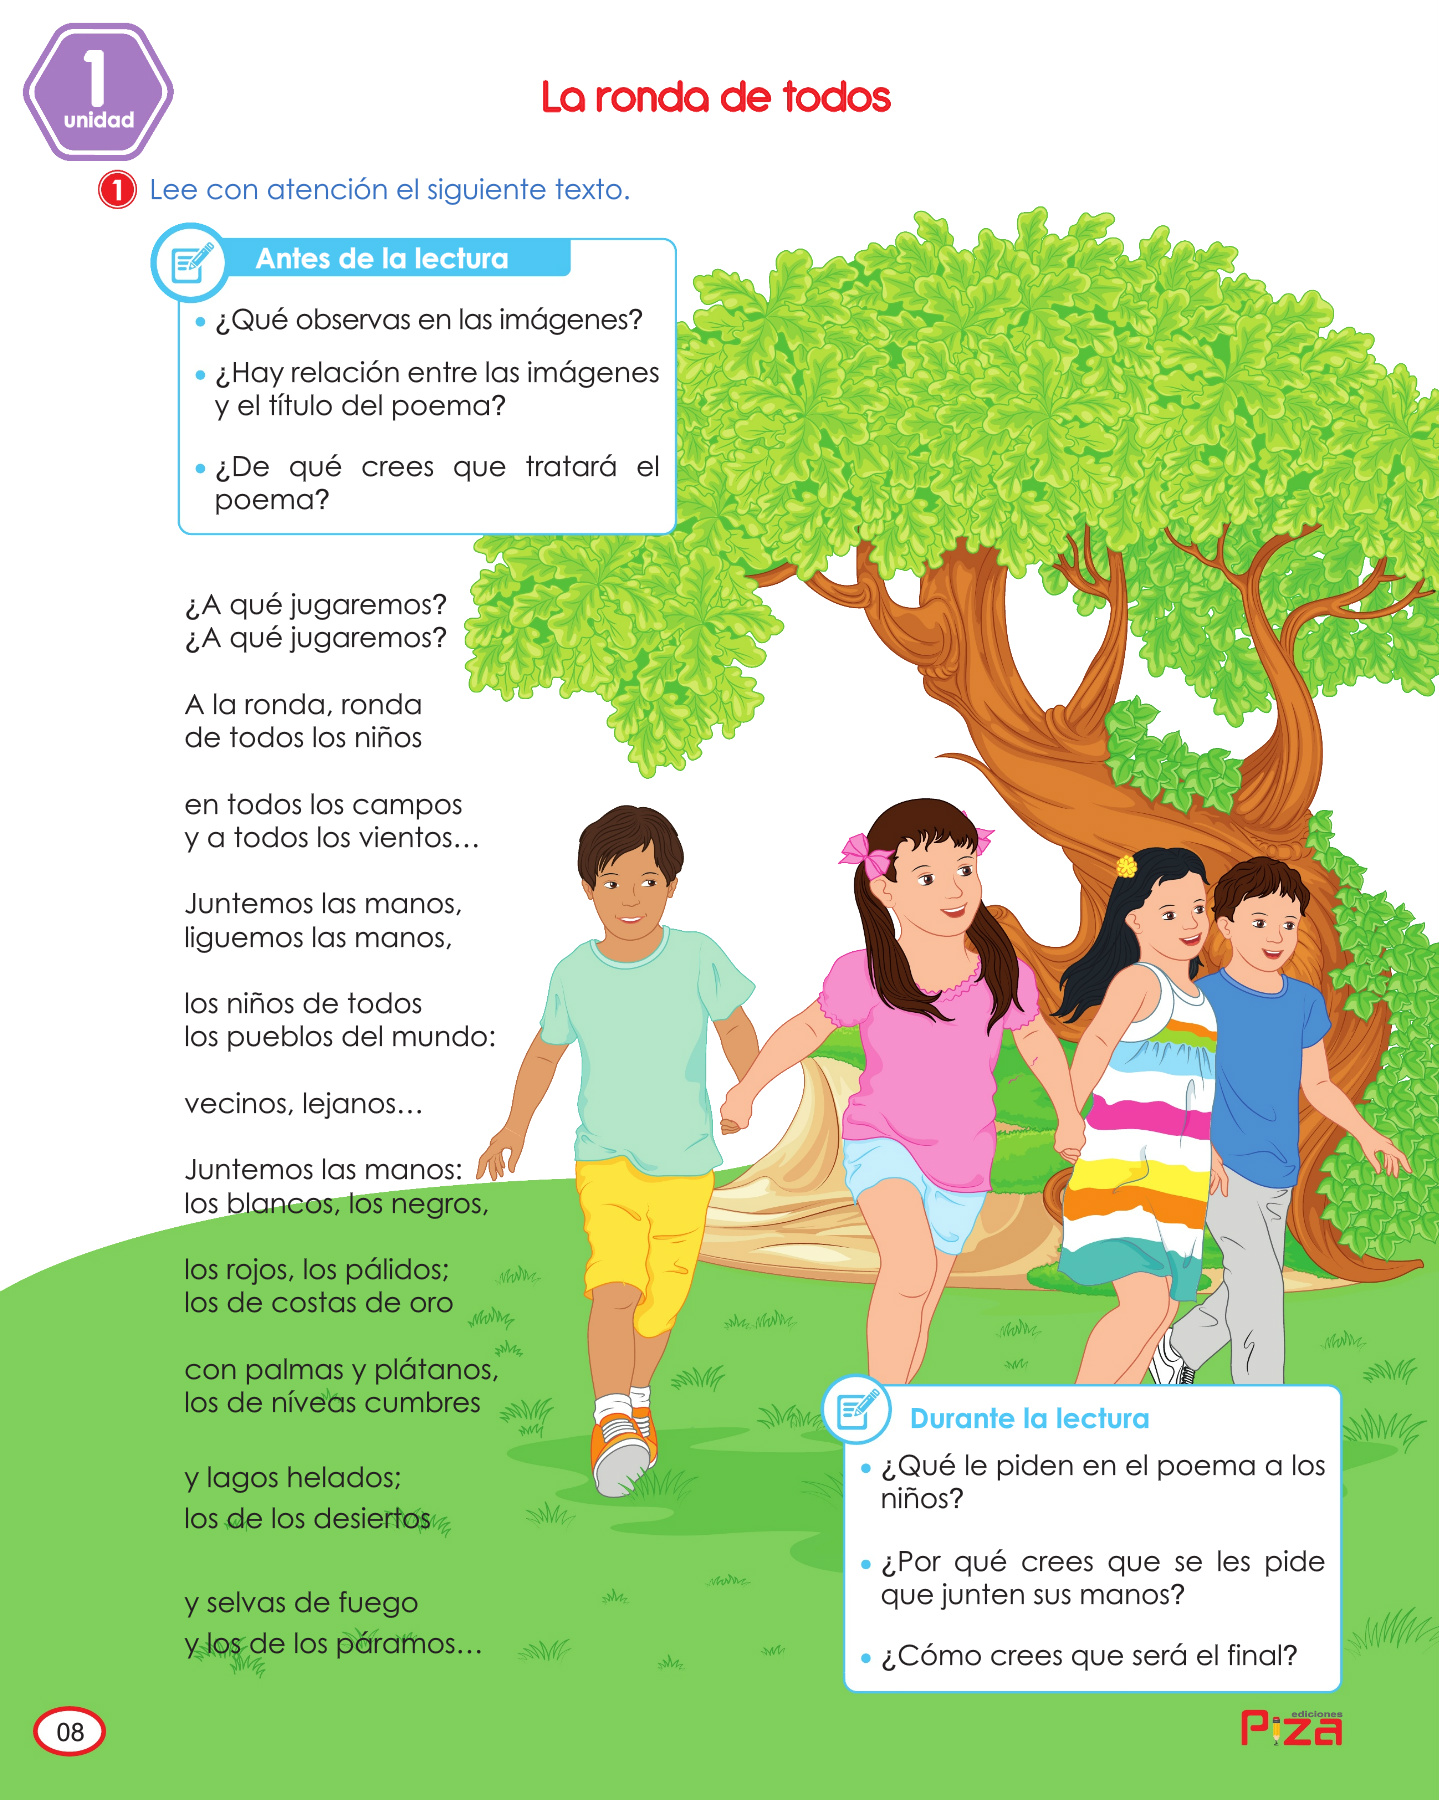 1
unidad
La ronda de todos
1 Lee con atención el siguiente texto.
Antes de la lectura
• ¿Qué observas en las imágenes?
• ¿Hay relación entre las imágenes
y el título del poema?
• ¿De qué crees que tratará el
poema?
¿A qué jugaremos?
¿A qué jugaremos?
A la ronda, ronda
de todos los niños
en todos los campos
y a todos los vientos…
Juntemos las manos,
liguemos las manos,
los niños de todos
los pueblos del mundo:
vecinos, lejanos…
Juntemos las manos:
los blancos, los negros,
los rojos, los pálidos;
los de costas de oro
con palmas y plátanos,
los de níveas cumbres
y lagos helados;
los de los desiertos
y selvas de fuego
y los de los páramos…
Durante la lectura
• ¿Qué le piden en el poema a los
niños?
• ¿Por qué crees que se les pide
que junten sus manos?
• ¿Cómo crees que será el final?
08
ediciones
Piza